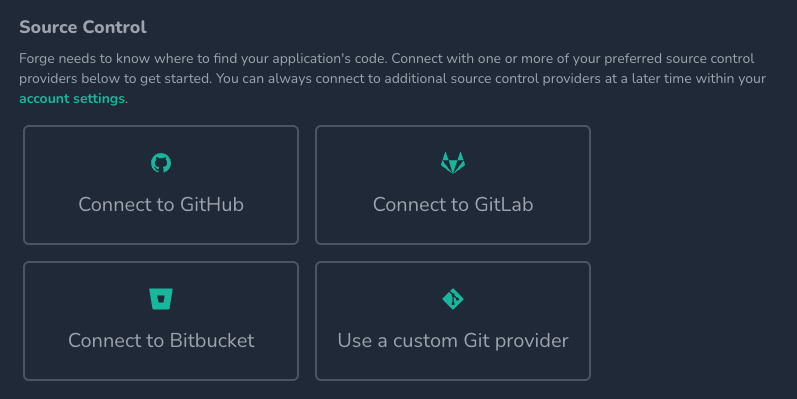 Source Control
Forge needs to know where to find your application's code. Connect with one or more of your preferred source control
providers below to get started. You can always connect to additional source control providers at a later time within your
account settings.
Connect to GitHub
Connect to GitLab
Connect to Bitbucket
Use a custom Git provider